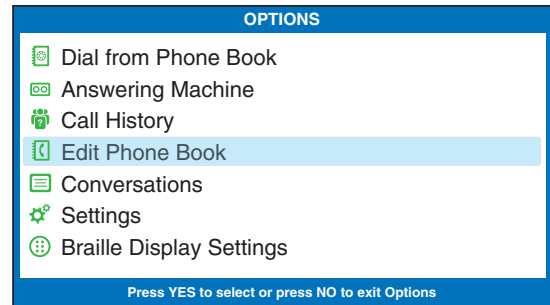 OPTIONS
Dial from Phone Book
Answering Machine
Call History
Edit Phone Book
Conversations
Settings
Braille Display Settings
Press YES to select or press NO to exit Options